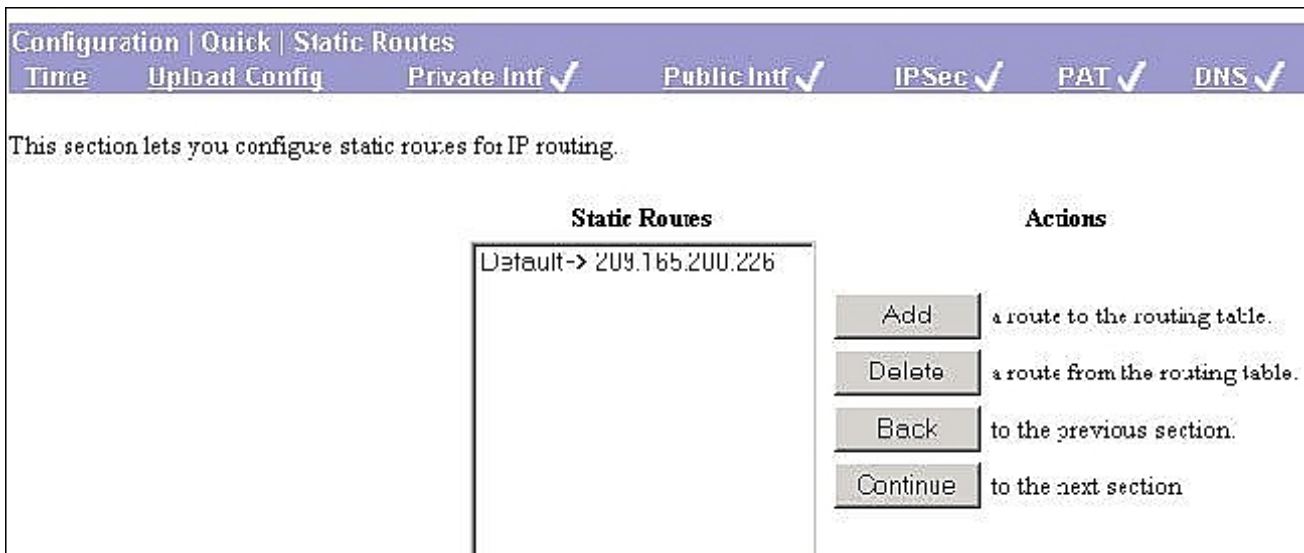 Configuration | Quick | Static Routes
Time Upload Config Private Intf ✓ Public Intf ✓ IPSec ✓ PAT ✓ DNS ✓
This section lets you configure static routes for IP routing.
Static Routes Actions
Default -> 209.165.200.226
Add a route to the routing table.
Delete a route from the routing table.
Back to the previous section.
Continue to the next section